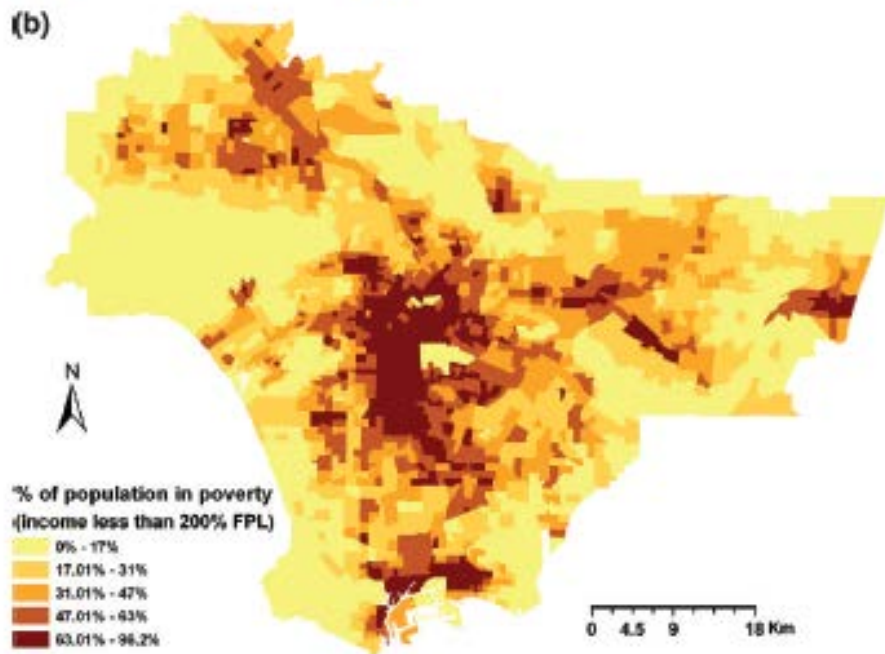 (b)
N
% of population in poverty
(income less than 200% FPL)
0% - 17%
17.01% - 31%
31.01% - 47%
47.01% - 63%
63.01% - 96.2%
0 4.5 9 18 Km